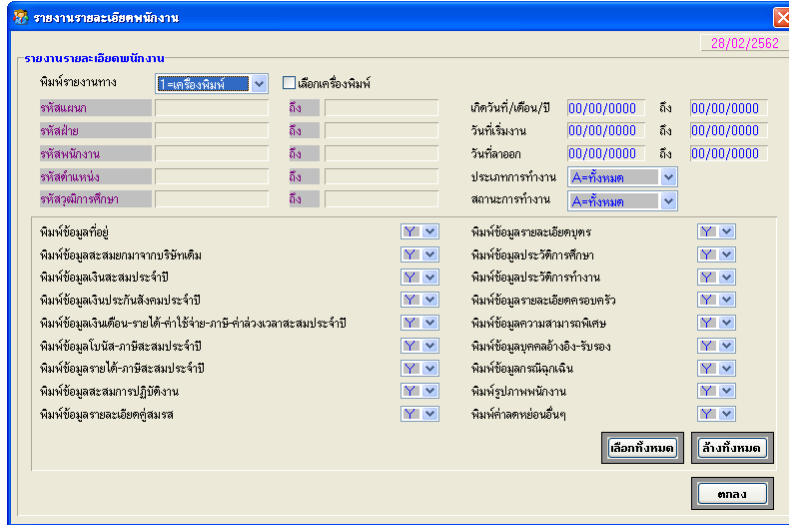 รายงานรายละเอียดพนักงาน
28/02/2562
รายงานรายละเอียดพนักงาน
พิมพ์รายงานทาง 1=เครื่องพิมพ์ เลือกเครื่องพิมพ์
รหัสแผนก ถึง เกิดวันที่/เดือน/ปี 00/00/0000 ถึง 00/00/0000
รหัสฝ่าย ถึง วันที่เริ่มงาน 00/00/0000 ถึง 00/00/0000
รหัสพนักงาน ถึง วันที่ลาออก 00/00/0000 ถึง 00/00/0000
รหัสตำแหน่ง ถึง ประเภทการทำงาน A=ทั้งหมด
รหัสวุฒิการศึกษา ถึง สถานะการทำงาน A=ทั้งหมด
พิมพ์ข้อมูลที่อยู่ Y พิมพ์ข้อมูลรายละเอียดบุตร Y
พิมพ์ข้อมูลสะสมยกมาจากบริษัทเดิม Y พิมพ์ข้อมูลประวัติการศึกษา Y
พิมพ์ข้อมูลเงินสะสมประจำปี Y พิมพ์ข้อมูลประวัติการทำงาน Y
พิมพ์ข้อมูลเงินประกันสังคมประจำปี Y พิมพ์ข้อมูลรายละเอียดครอบครัว Y
พิมพ์ข้อมูลเงินเดือน-รายได้-ค่าใช้จ่าย-ภาษี-ค่าล่วงเวลาสะสมประจำปี Y พิมพ์ข้อมูลความสามารถพิเศษ Y
พิมพ์ข้อมูลโบนัส-ภาษีสะสมประจำปี Y พิมพ์ข้อมูลบุคคลอ้างอิง-รับรอง Y
พิมพ์ข้อมูลรายได้-ภาษีสะสมประจำปี Y พิมพ์ข้อมูลกรณีฉุกเฉิน Y
พิมพ์ข้อมูลสะสมการปฏิบัติงาน Y พิมพ์รูปภาพพนักงาน Y
พิมพ์ข้อมูลรายละเอียดคู่สมรส Y พิมพ์ค่าลดหย่อนอื่นๆ Y
เลือกทั้งหมด ล้างทั้งหมด
ตกลง